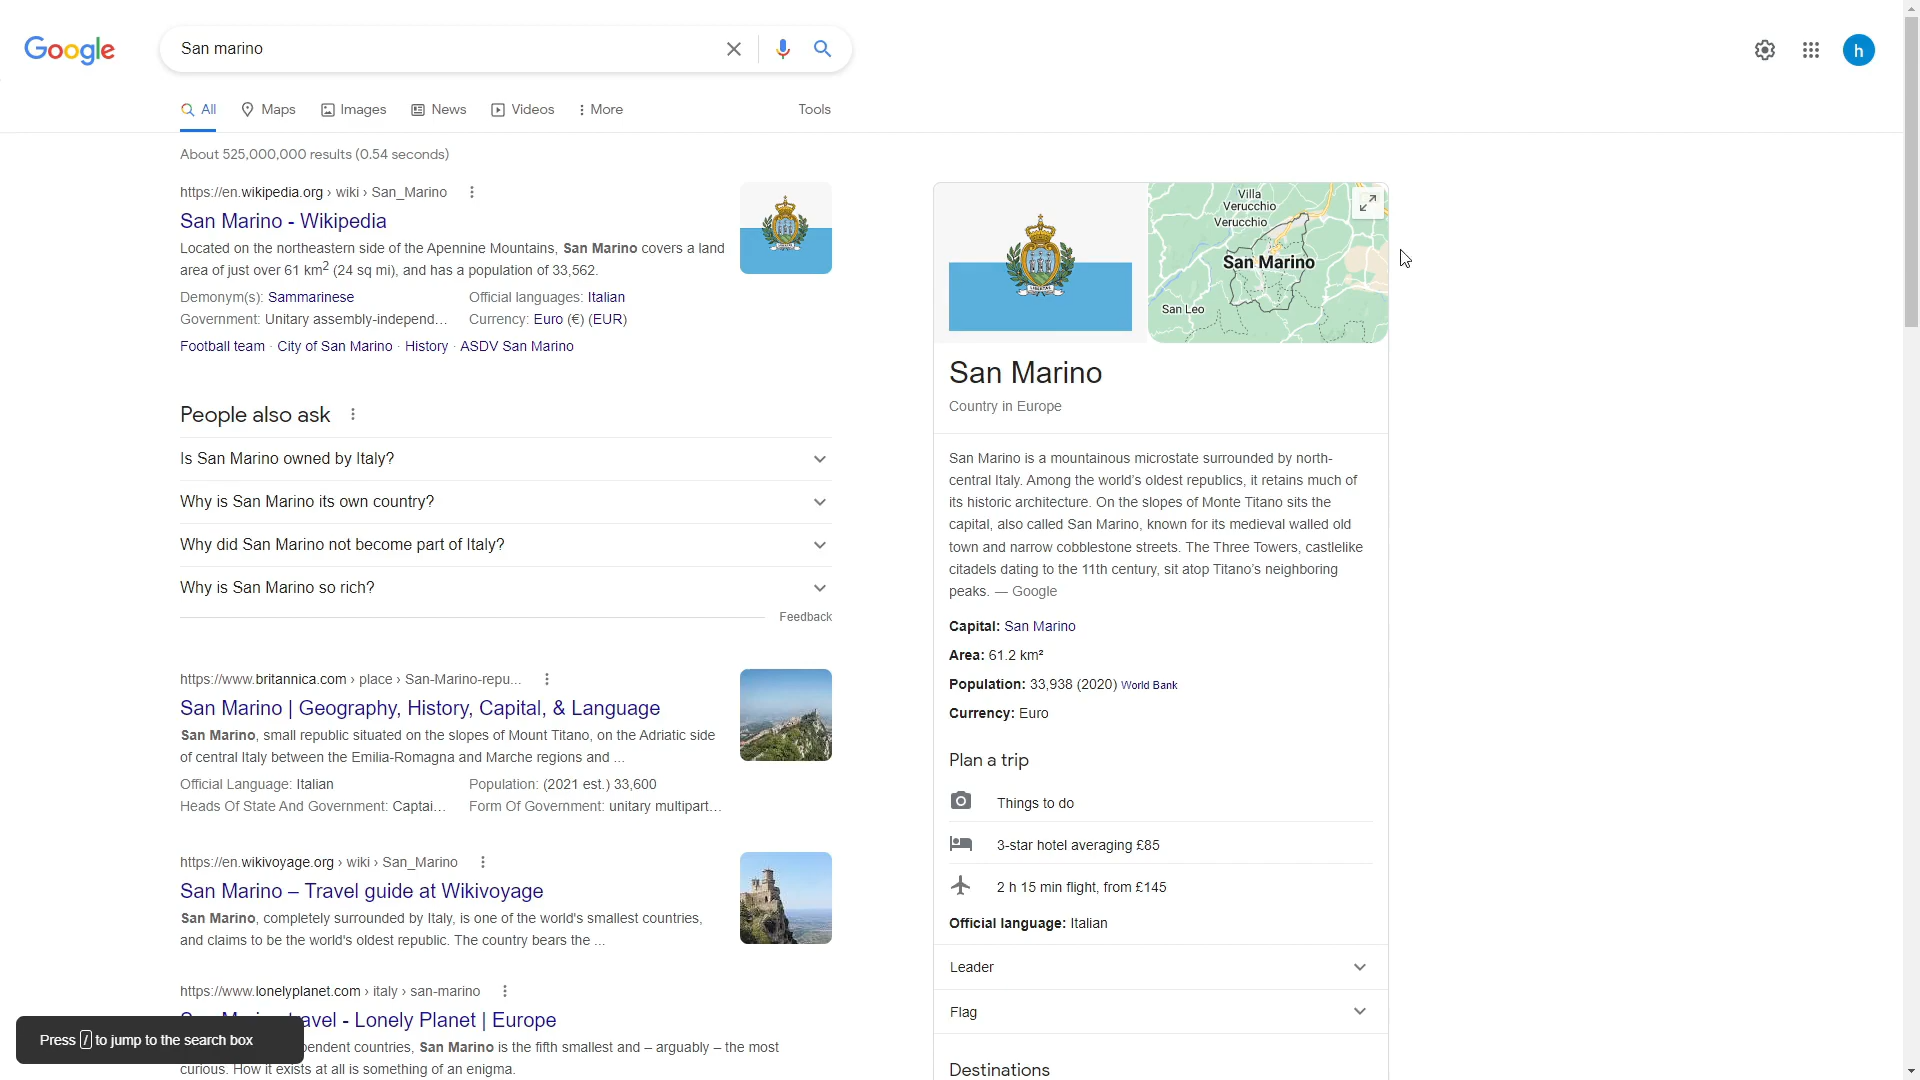 Google
San marino
h
All
Maps
Images
News
Videos
More
Tools
About 525,000,000 results (0.54 seconds)
https://en.wikipedia.org › wiki › San_Marino
San Marino - Wikipedia
Located on the northeastern side of the Apennine Mountains, San Marino covers a land
area of just over 61 km² (24 sq mi), and has a population of 33,562.
Demonym(s): Sammarinese
Official languages: Italian
Government: Unitary assembly-independ...
Currency: Euro (€) (EUR)
Football team · City of San Marino · History · ASDV San Marino
People also ask
Is San Marino owned by Italy?
Why is San Marino its own country?
Why did San Marino not become part of Italy?
Why is San Marino so rich?
Feedback
https://www.britannica.com › place › San-Marino-repu...
San Marino | Geography, History, Capital, & Language
San Marino, small republic situated on the slopes of Mount Titano, on the Adriatic side
of central Italy between the Emilia-Romagna and Marche regions and ...
Official Language: Italian
Population: (2021 est.) 33,600
Heads Of State And Government: Captai...
Form Of Government: unitary multipart...
https://en.wikivoyage.org › wiki › San_Marino
San Marino – Travel guide at Wikivoyage
San Marino, completely surrounded by Italy, is one of the world's smallest countries,
and claims to be the world's oldest republic. The country bears the ...
https://www.lonelyplanet.com › italy › san-marino
avel - Lonely Planet | Europe
pendent countries, San Marino is the fifth smallest and – arguably – the most
curious. How it exists at all is something of an enigma.
Press / to jump to the search box
LIBERTAS
Villa
Verucchio
Verucchio
San Marino
San Leo
San Marino
Country in Europe
San Marino is a mountainous microstate surrounded by north-
central Italy. Among the world's oldest republics, it retains much of
its historic architecture. On the slopes of Monte Titano sits the
capital, also called San Marino, known for its medieval walled old
town and narrow cobblestone streets. The Three Towers, castlelike
citadels dating to the 11th century, sit atop Titano's neighboring
peaks. — Google
Capital: San Marino
Area: 61.2 km²
Population: 33,938 (2020) World Bank
Currency: Euro
Plan a trip
Things to do
3-star hotel averaging £85
2 h 15 min flight, from £145
Official language: Italian
Leader
Flag
Destinations